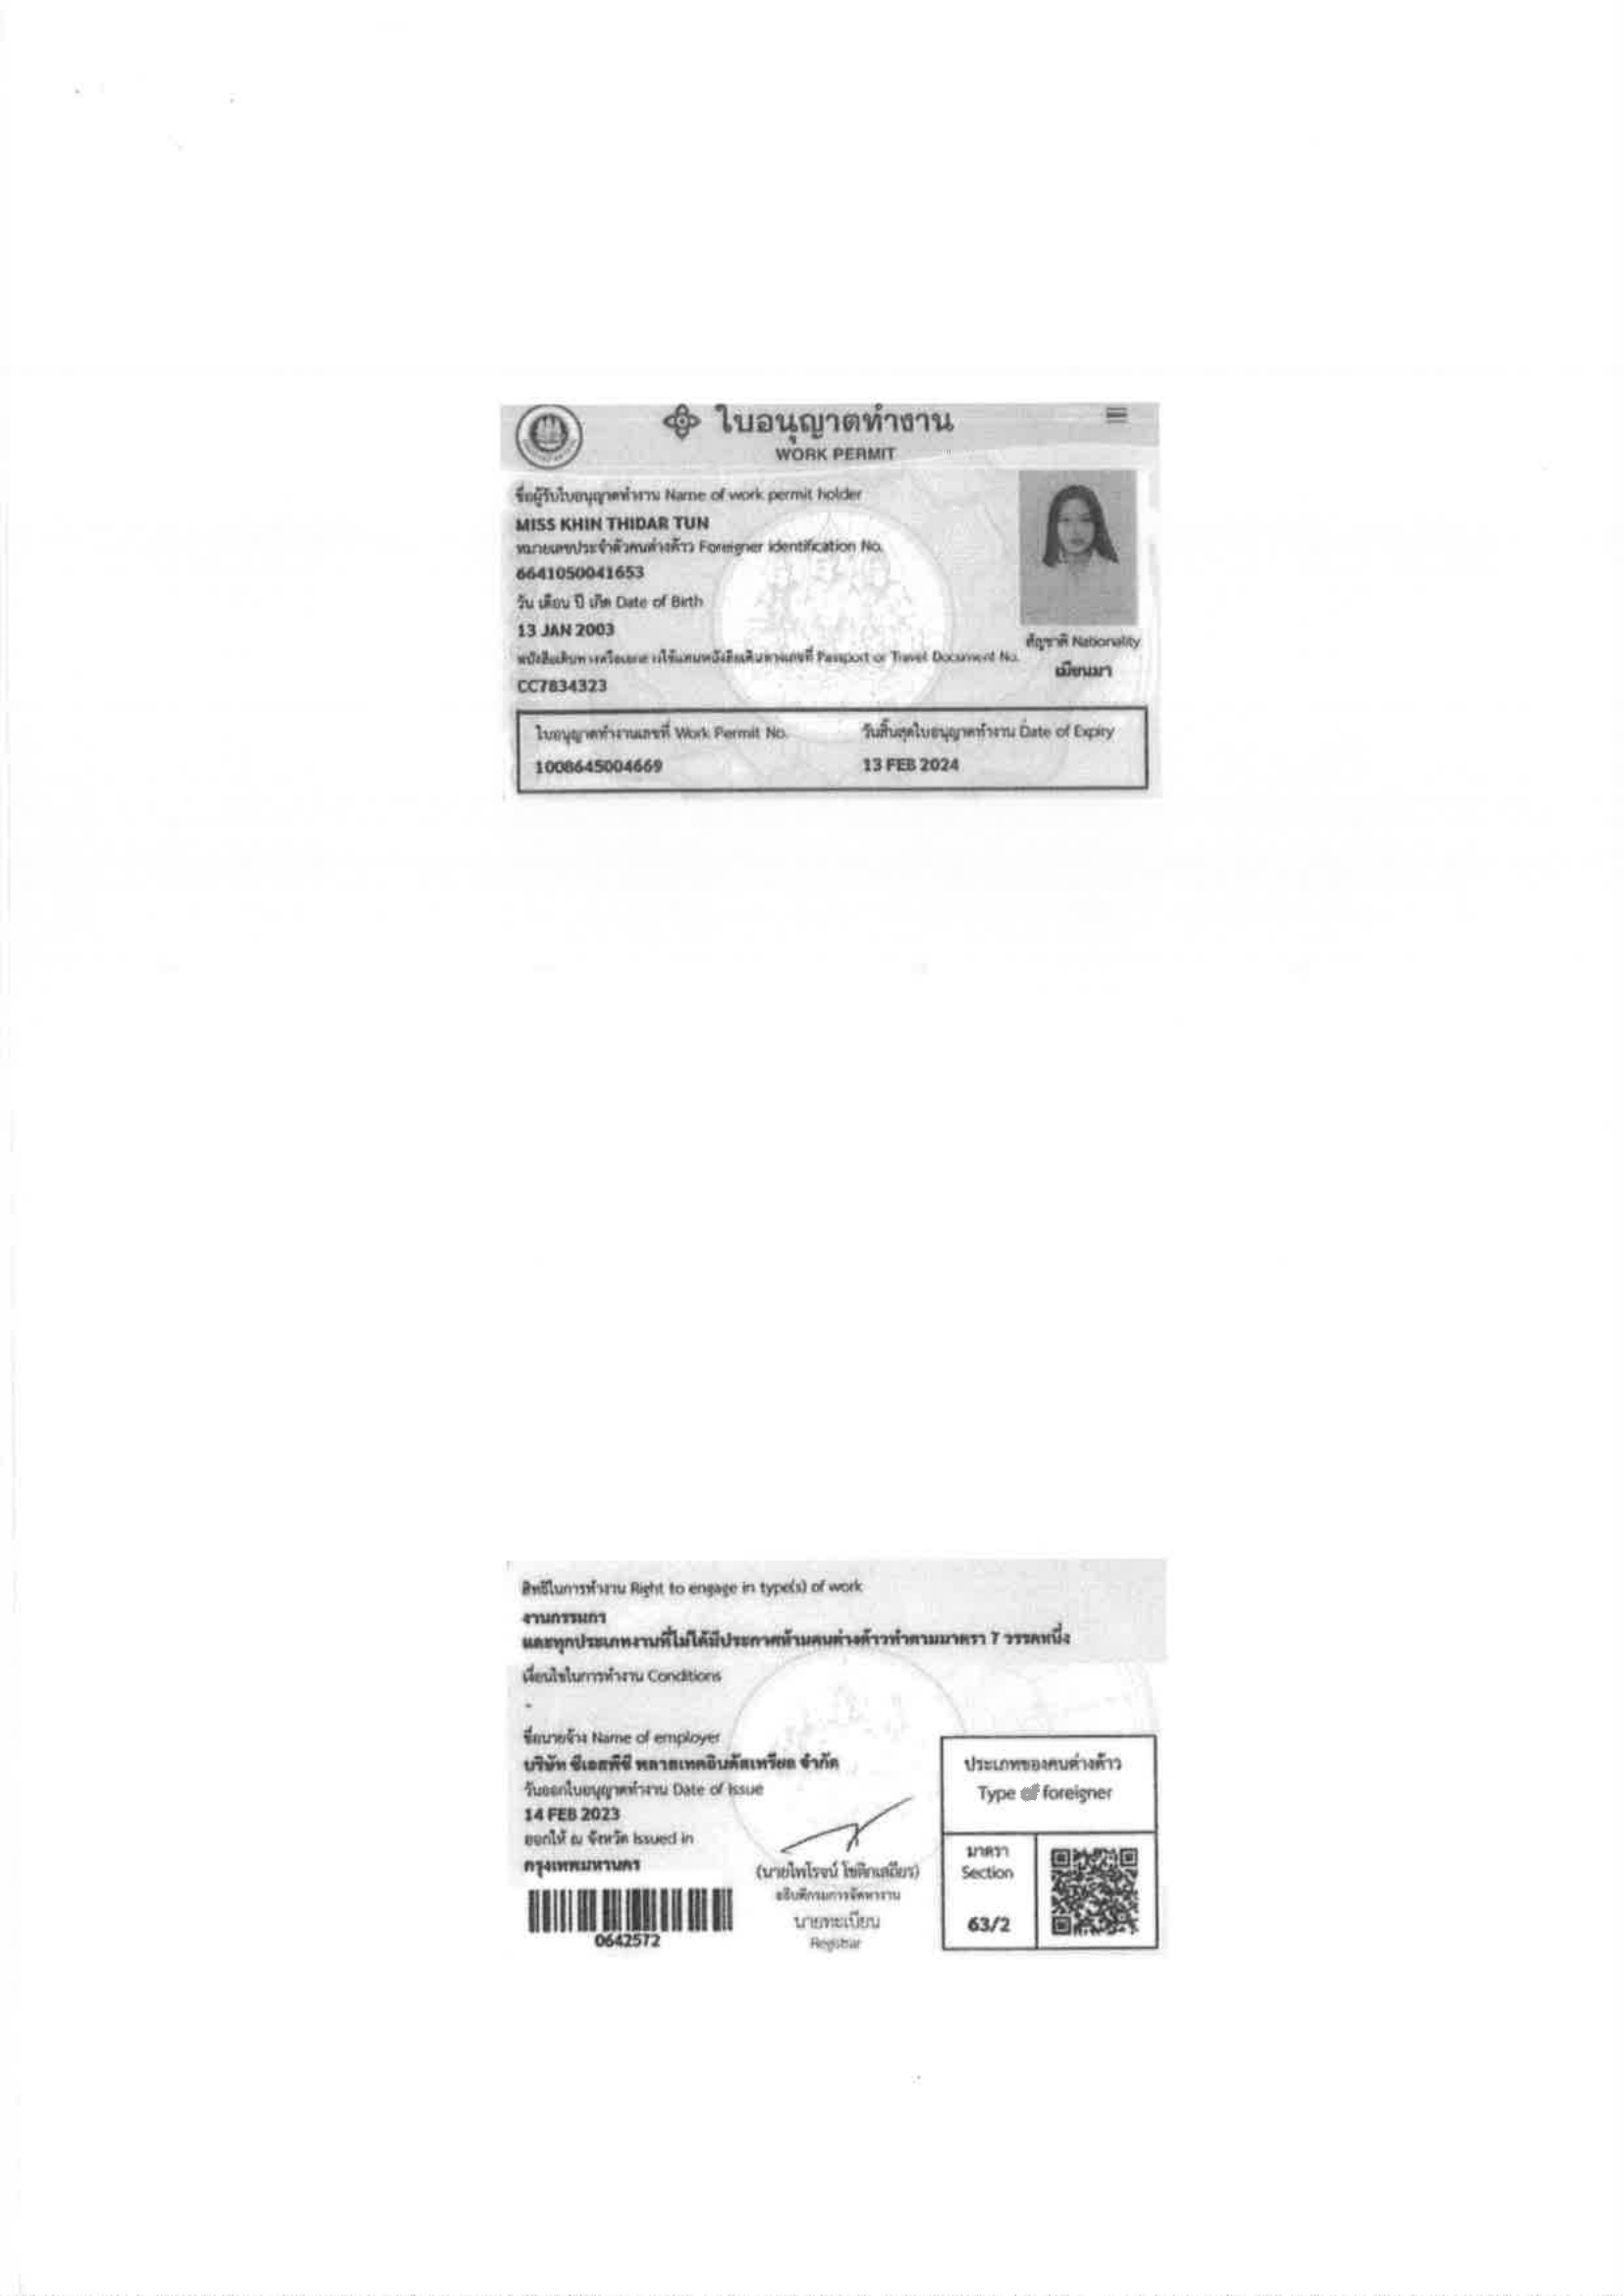 ใบอนุญาตทำงาน
WORK PERMIT
ชื่อผู้รับใบอนุญาตทำงาน Name of work permit holder
MISS KHIN THIDAR TUN
หมายเลขประจำตัวคนต่างด้าว Foreigner identification No.
6641050041653
วัน เดือน ปี เกิด Date of Birth
13 JAN 2003
สัญชาติ Nationality
หนังสือเดินทางหรือเอกสารใช้แทนหนังสือเดินทางเลขที่ Passport or Travel Document No.
เมียนมา
CC7834323
ใบอนุญาตทำงานเลขที่ Work Permit No.
วันสิ้นสุดใบอนุญาตทำงาน Date of Expiry
1008645004669
13 FEB 2024
สิทธิในการทำงาน Right to engage in type(s) of work
งานกรรมกร
และทุกประเภทงานที่ไม่ได้มีประกาศห้ามคนต่างด้าวทำตามมาตรา 7 วรรคหนึ่ง
เงื่อนไขในการทำงาน Conditions
-
ชื่อนายจ้าง Name of employer
บริษัท ซีเอสพีซี พลาสเทคอินดัสเทรียล จำกัด
วันออกใบอนุญาตทำงาน Date of Issue
14 FEB 2023
ออกให้ ณ จังหวัด Issued in
กรุงเทพมหานคร
0642572
(นายไพโรจน์ โชติกเสถียร)
อธิบดีกรมการจัดหางาน
นายทะเบียน
Registrar
ประเภทของคนต่างด้าว
Type of foreigner
มาตรา
Section
63/2